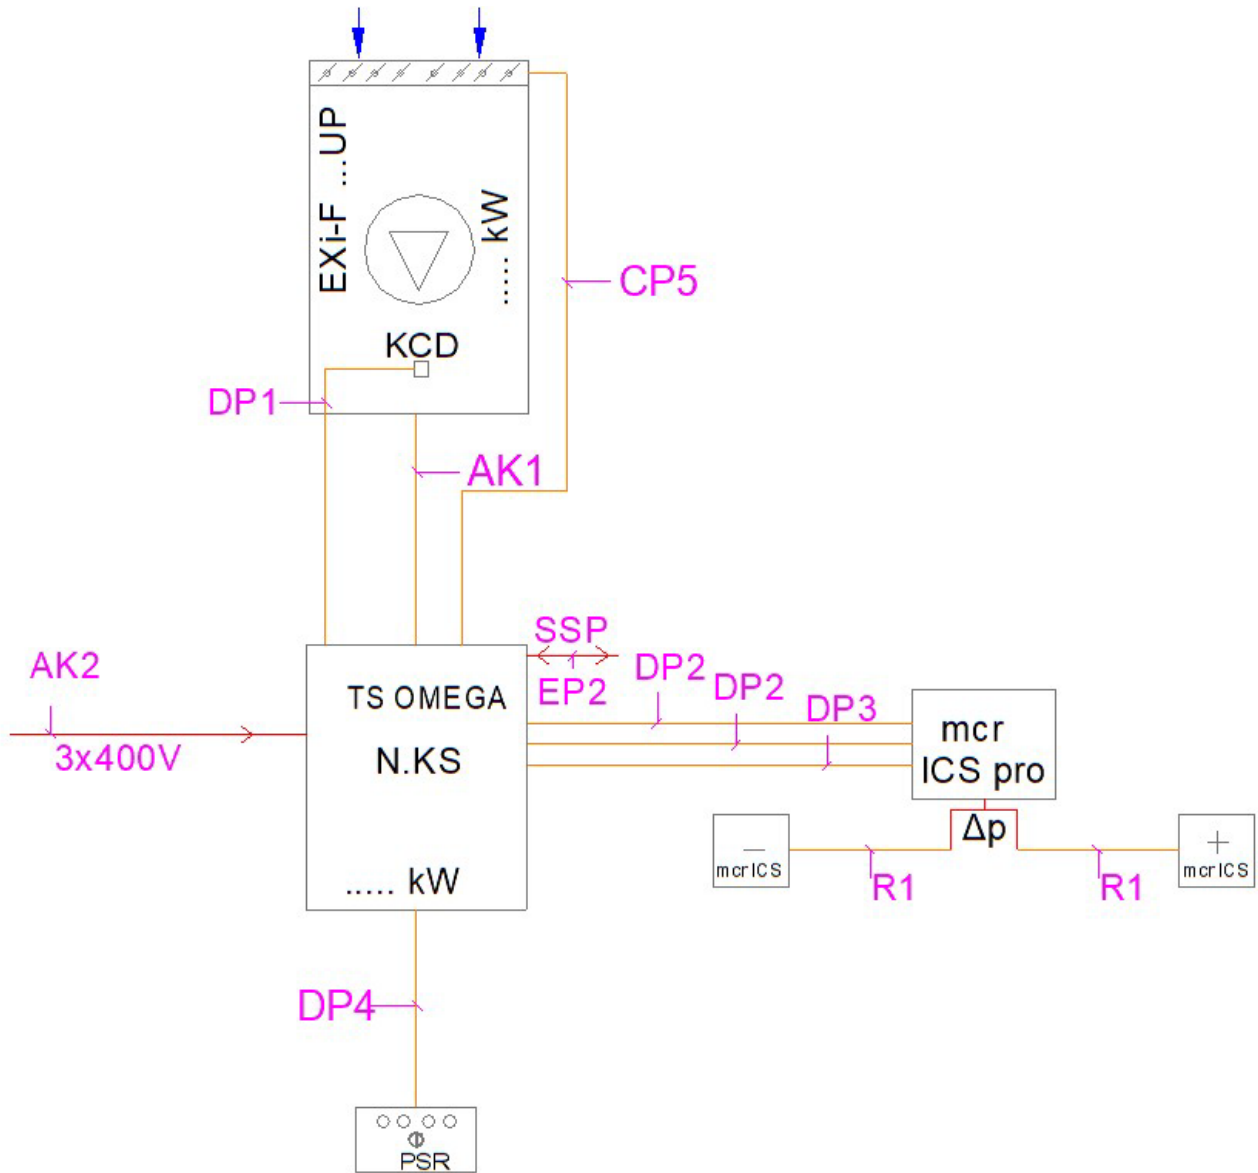 EXi-F ...UP
..... kW
KCD
CP5
DP1
AK1
AK2
3x400V
SSP
EP2
DP2
DP2
DP3
TS OMEGA
N.KS
..... kW
mcr
ICS pro
Δp
−
mcrICS
R1
R1
+
mcrICS
DP4
PSR